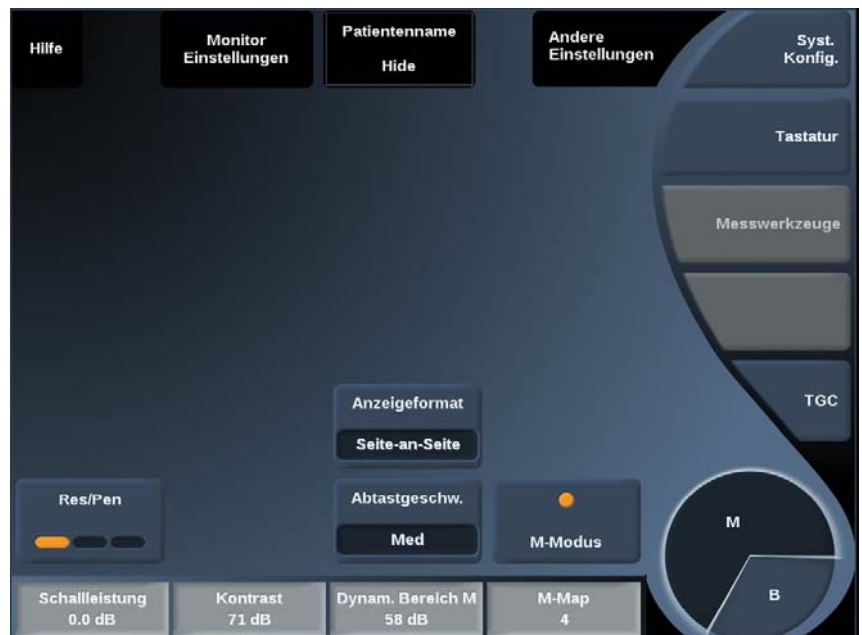 Hilfe
Monitor
Einstellungen
Patientenname
Hide
Andere
Einstellungen
Syst.
Konfig.
Tastatur
Messwerkzeuge
TGC
Anzeigeformat
Seite-an-Seite
Res/Pen
Abtastgeschw.
Med
M-Modus
M
B
Schallleistung
0.0 dB
Kontrast
71 dB
Dynam. Bereich M
58 dB
M-Map
4